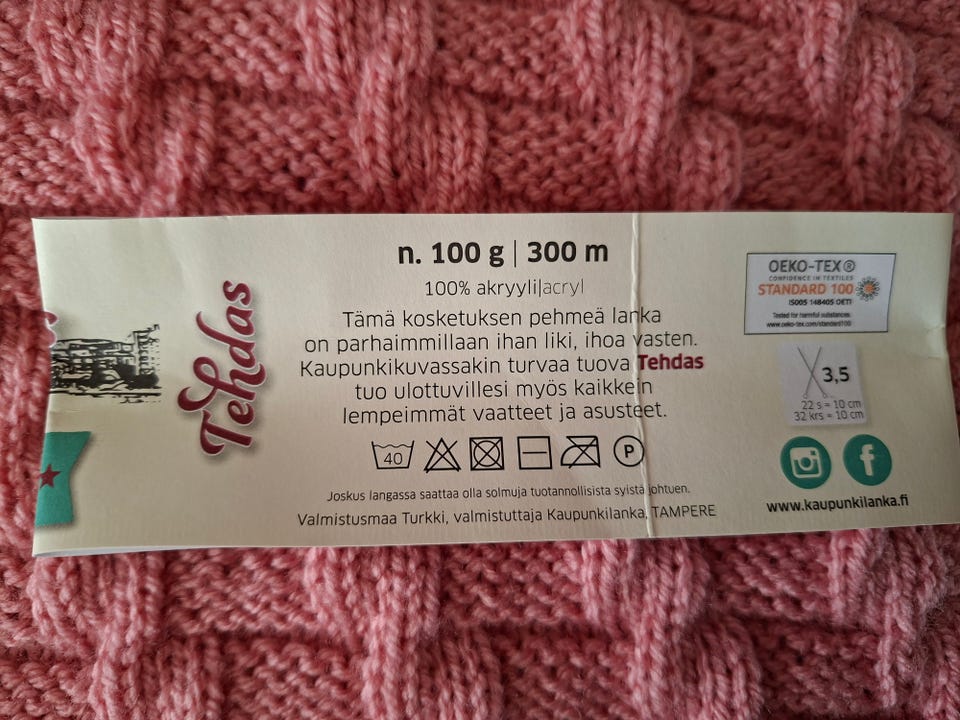 Tehdas
n. 100 g | 300 m
100% akryyli|acryl
Tämä kosketuksen pehmeä lanka
on parhaimmillaan ihan liki, ihoa vasten.
Kaupunkikuvassakin turvaa tuova Tehdas
tuo ulottuvillesi myös kaikkein
lempeimmät vaatteet ja asusteet.
40
P
Joskus langassa saattaa olla solmuja tuotannollisista syistä johtuen.
Valmistusmaa Turkki, valmistuttaja Kaupunkilanka, TAMPERE
OEKO-TEX®
CONFIDENCE IN TEXTILES
STANDARD 100
IS005 148405 OETI
Tested for harmful substances.
www.oeko-tex.com/standard100
3,5
22 s = 10 cm
32 krs = 10 cm
www.kaupunkilanka.fi